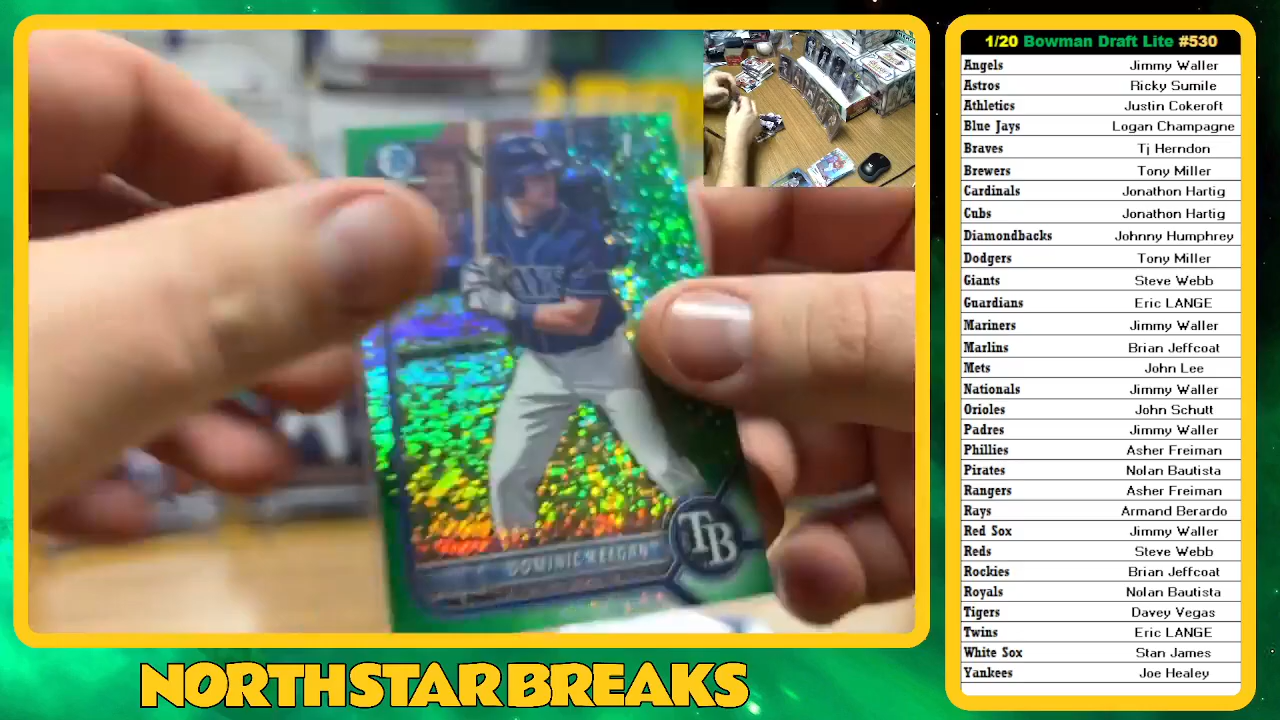 1/20 Bowman Draft Lite #530
Angels Jimmy Waller
Astros Ricky Sumile
Athletics Justin Cokeroft
Blue Jays Logan Champagne
Braves Tj Herndon
Brewers Tony Miller
Cardinals Jonathon Hartig
Cubs Jonathon Hartig
Diamondbacks Johnny Humphrey
Dodgers Tony Miller
Giants Steve Webb
Guardians Eric LANGE
Mariners Jimmy Waller
Marlins Brian Jeffcoat
Mets John Lee
Nationals Jimmy Waller
Orioles John Schutt
Padres Jimmy Waller
Phillies Asher Freiman
Pirates Nolan Bautista
Rangers Asher Freiman
Rays Armand Berardo
Red Sox Jimmy Waller
Reds Steve Webb
Rockies Brian Jeffcoat
Royals Nolan Bautista
Tigers Davey Vegas
Twins Eric LANGE
White Sox Stan James
Yankees Joe Healey
DOMINIC KEEGAN
TB
NORTHSTAR BREAKS